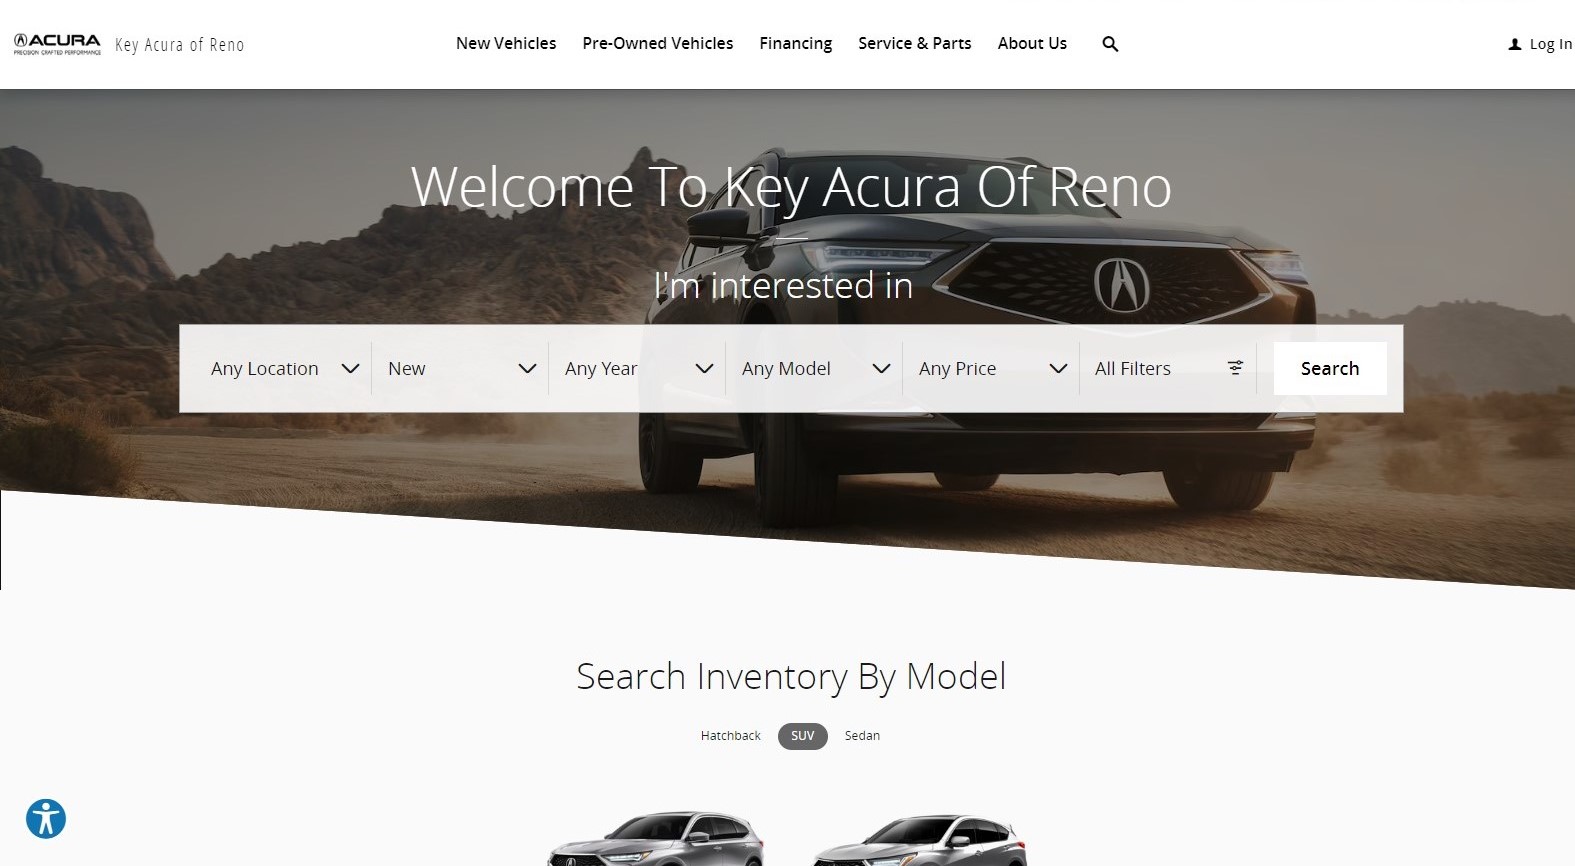 ACURA
PRECISION CRAFTED PERFORMANCE
Key Acura of Reno
New Vehicles Pre-Owned Vehicles Financing Service & Parts About Us
Log In
Welcome To Key Acura Of Reno
I'm interested in
Any Location New Any Year Any Model Any Price All Filters Search
Search Inventory By Model
Hatchback SUV Sedan